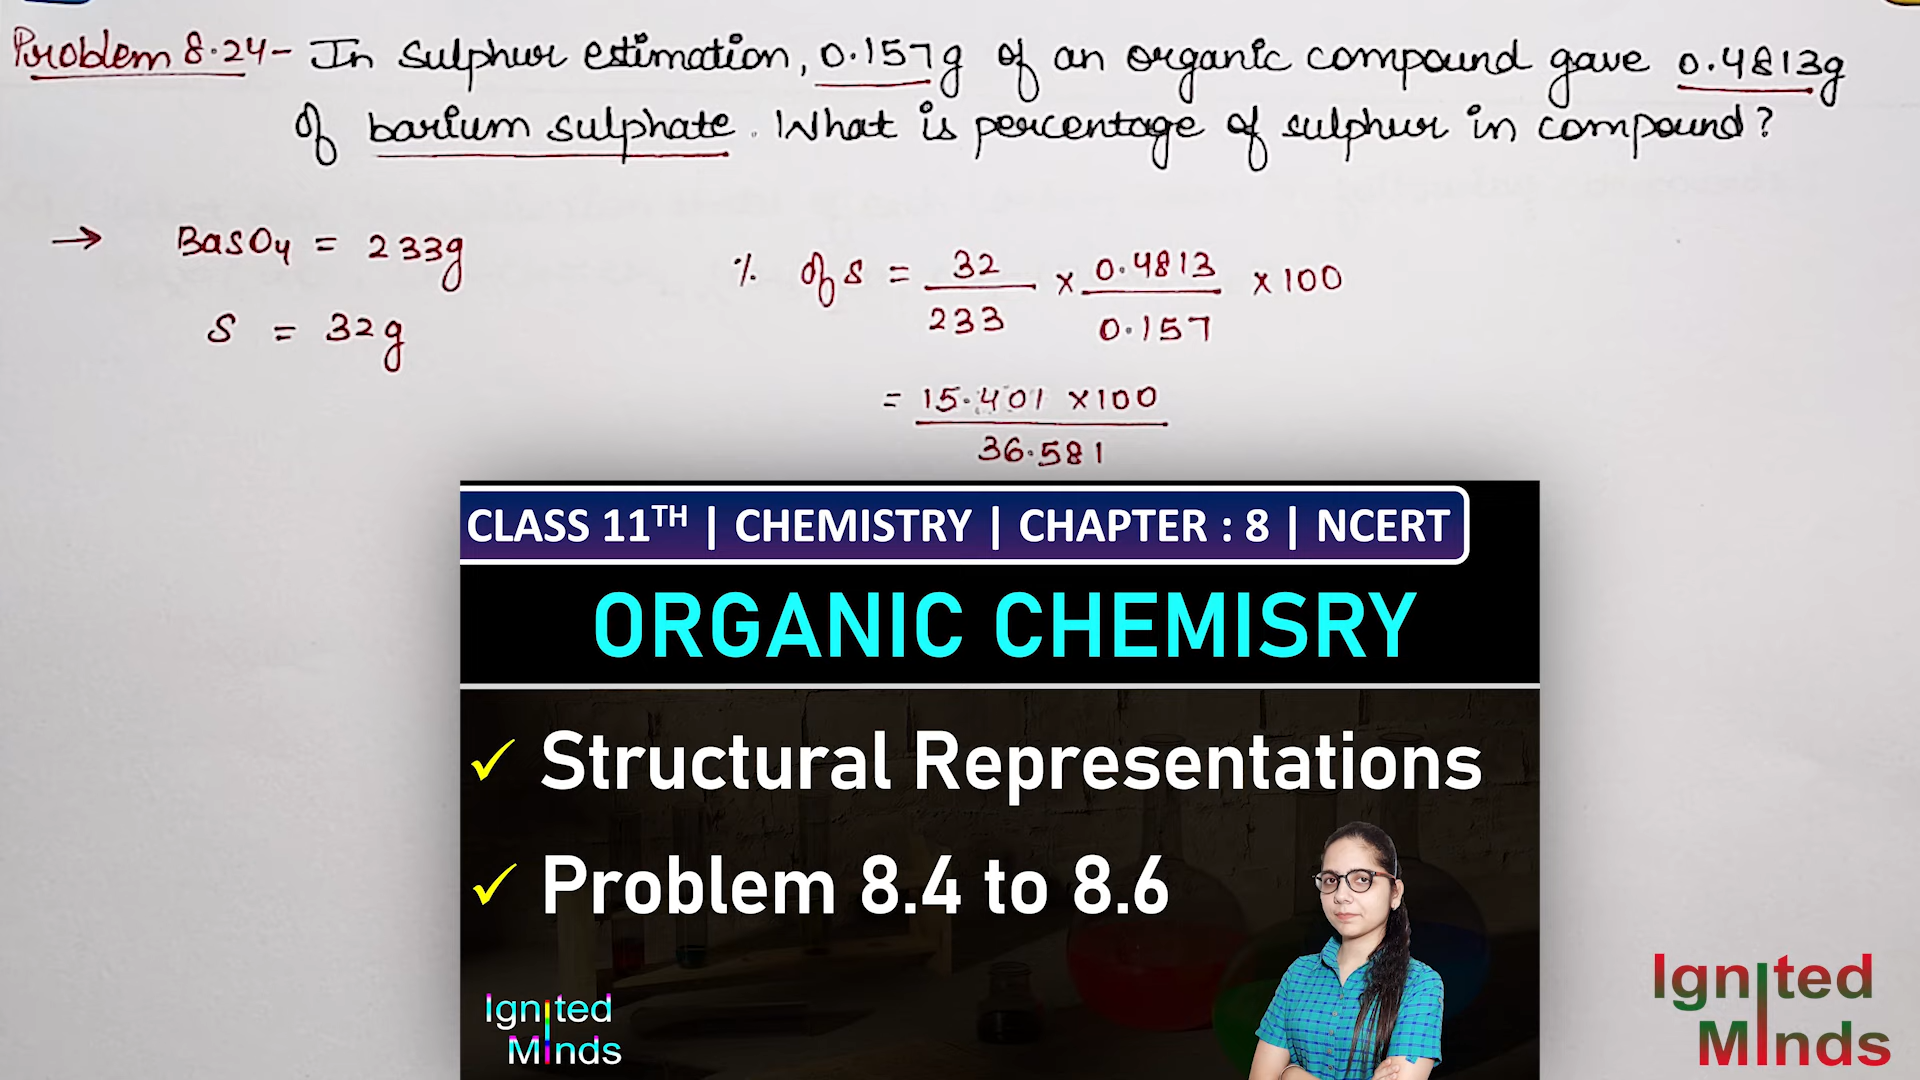 Problem 8.24- In sulphur estimation, 0.157g of an organic compound gave 0.4813g
of barium sulphate. What is percentage of sulphur in compound?
→ BaSO4 = 233g
S = 32g
% of S = 32/233 × 0.4813/0.157 × 100
= 15.401 ×100/36.581
CLASS 11TH | CHEMISTRY | CHAPTER : 8 | NCERT
ORGANIC CHEMISRY
✓ Structural Representations
✓ Problem 8.4 to 8.6
Ignited
Minds
Ignited
Minds